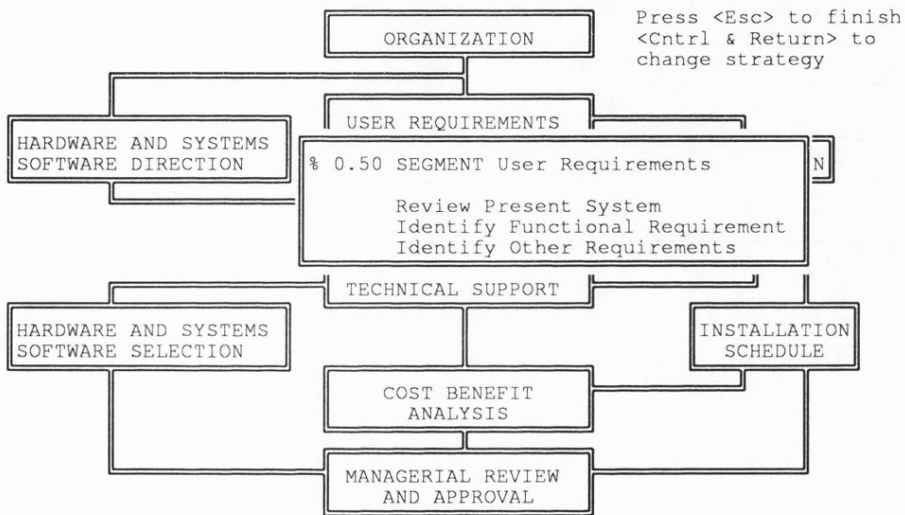 Press <Esc> to finish
<Cntrl & Return> to
change strategy
ORGANIZATION
USER REQUIREMENTS
HARDWARE AND SYSTEMS
SOFTWARE DIRECTION
% 0.50 SEGMENT User Requirements
N
Review Present System
Identify Functional Requirement
Identify Other Requirements
TECHNICAL SUPPORT
HARDWARE AND SYSTEMS
SOFTWARE SELECTION
INSTALLATION
SCHEDULE
COST BENEFIT
ANALYSIS
MANAGERIAL REVIEW
AND APPROVAL